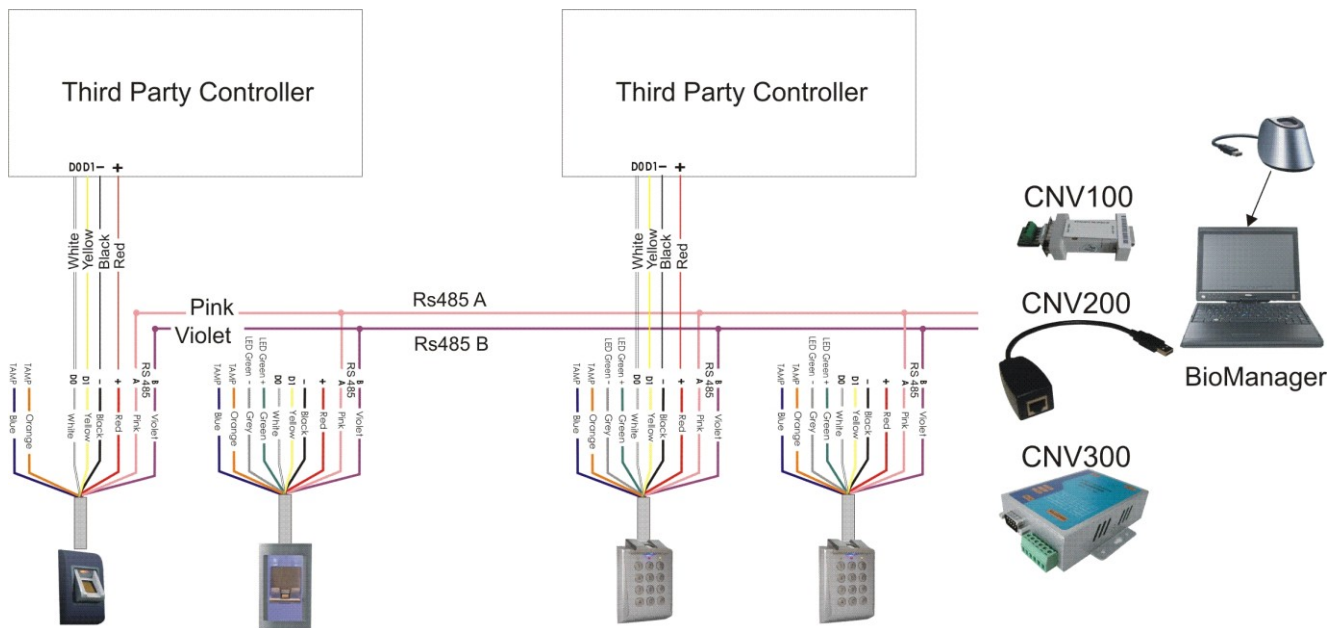 Third Party Controller
D0 D1 − +
White
Yellow
Black
Red
Third Party Controller
D0 D1 − +
White
Yellow
Black
Red
Pink
Violet
Rs485 A
Rs485 B
TAMP
TAMP
D0
D1
-
+
A
B
RS 485
Blue
Orange
White
Yellow
Black
Red
Pink
Violet
TAMP
TAMP
LED Green -
LED Green +
D0
D1
-
+
A
B
RS 485
Blue
Orange
Grey
Green
White
Yellow
Black
Red
Pink
Violet
TAMP
TAMP
LED Green -
LED Green +
D0
D1
-
+
A
B
RS 485
Blue
Orange
Grey
Green
White
Yellow
Black
Red
Pink
Violet
TAMP
TAMP
LED Green -
LED Green +
D0
D1
-
+
A
B
RS 485
Blue
Orange
Grey
Green
White
Yellow
Black
Red
Pink
Violet
CNV100
CNV200
CNV300
BioManager